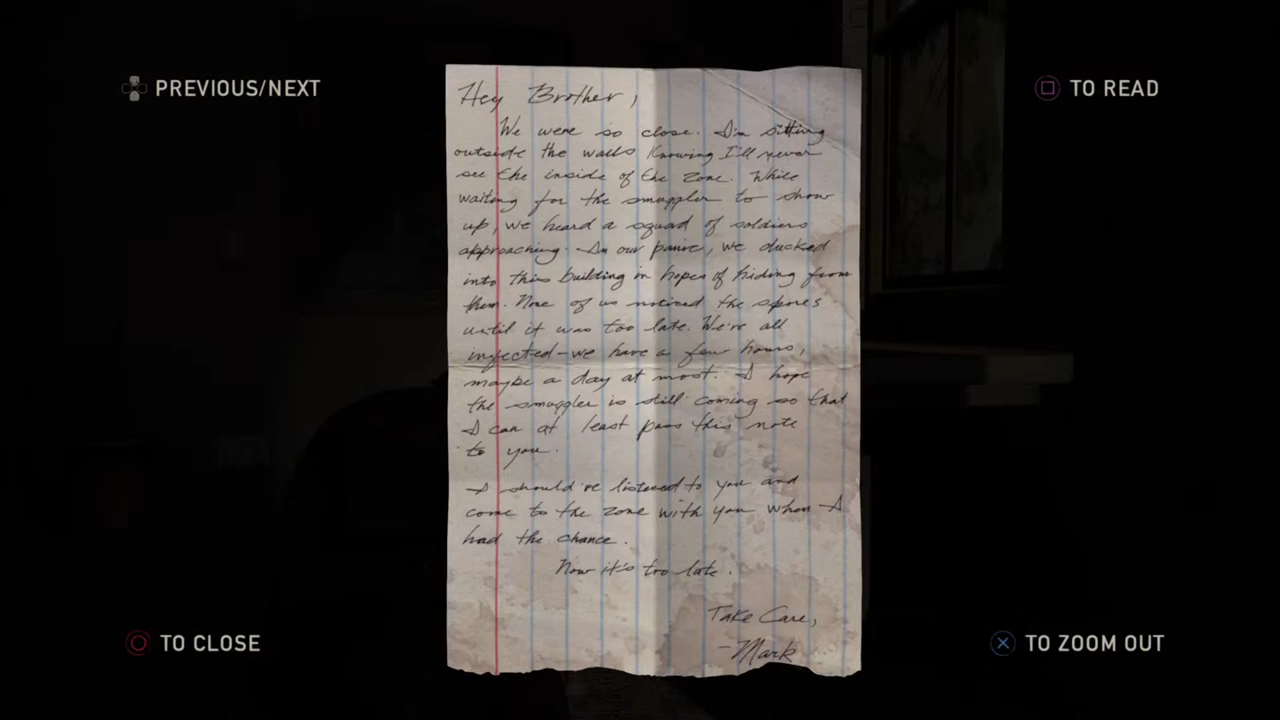 PREVIOUS/NEXT
TO READ
Hey Brother,
We were so close. I'm sitting
outside the walls knowing I'll never
see the inside of the zone. While
waiting for the smuggler to show
up, we heard a squad of soldiers
approaching. In our panic, we ducked
into this building in hopes of hiding from
them. None of us noticed the spores
until it was too late. We're all
infected-we have a few hours,
maybe a day at most. I hope
the smuggler is still coming so that
I can at least pass this note
to you.
I should've listened to you and
come to the zone with you when I
had the chance.
Now it's too late.
Take Care,
-Mark
TO CLOSE
TO ZOOM OUT